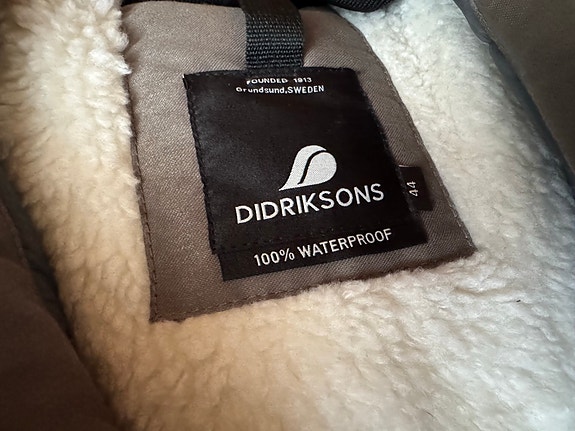 FOUNDED 1913
Grundsund,SWEDEN
DIDRIKSONS
44
100% WATERPROOF